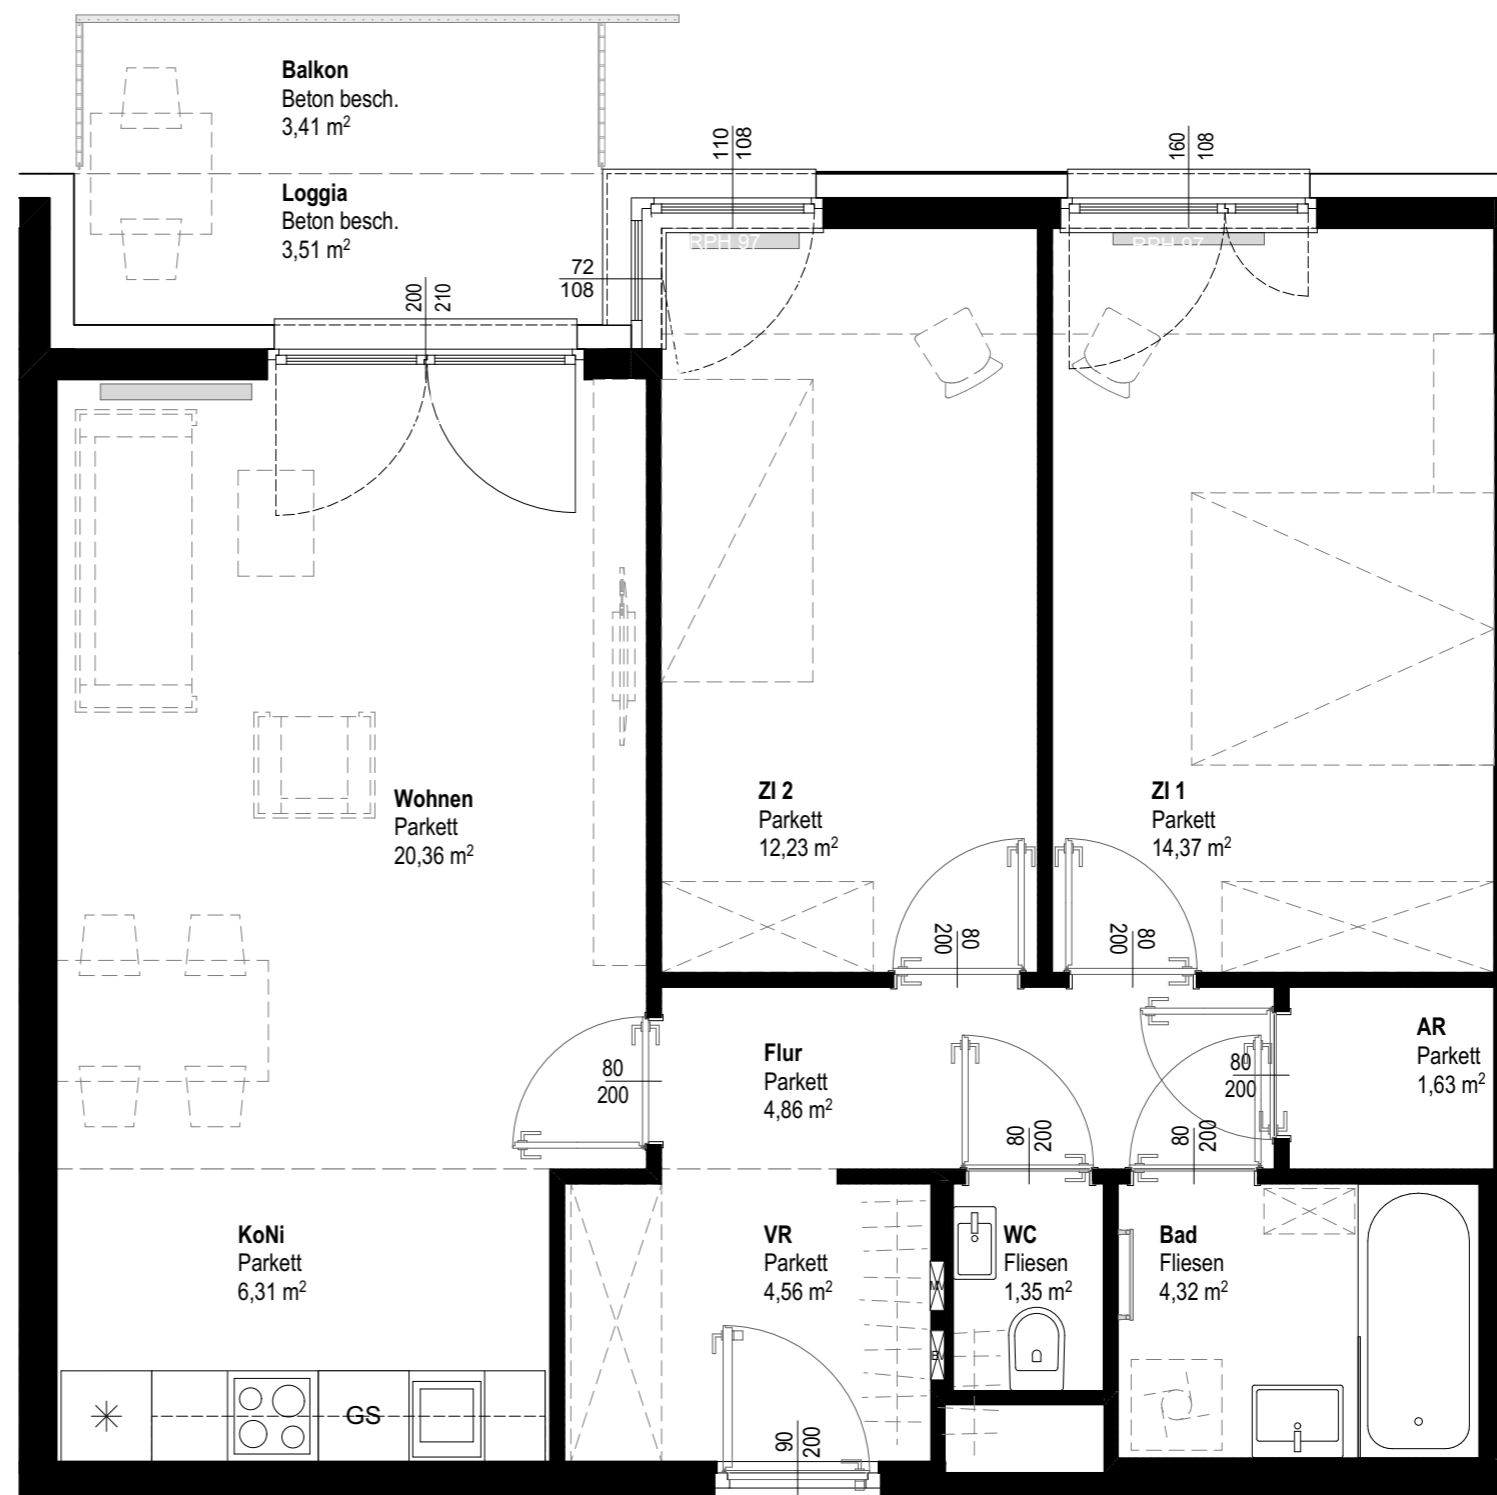 Balkon
Beton besch.
3,41 m²
Loggia
Beton besch.
3,51 m²
110
108
160
108
RPH 97
RPH 97
72
108
200
210
Wohnen
Parkett
20,36 m²
ZI 2
Parkett
12,23 m²
ZI 1
Parkett
14,37 m²
80
200
80
200
Flur
Parkett
4,86 m²
80
200
80
200
80
200
80
200
AR
Parkett
1,63 m²
KoNi
Parkett
6,31 m²
VR
Parkett
4,56 m²
WC
Fliesen
1,35 m²
Bad
Fliesen
4,32 m²
GS
90
200